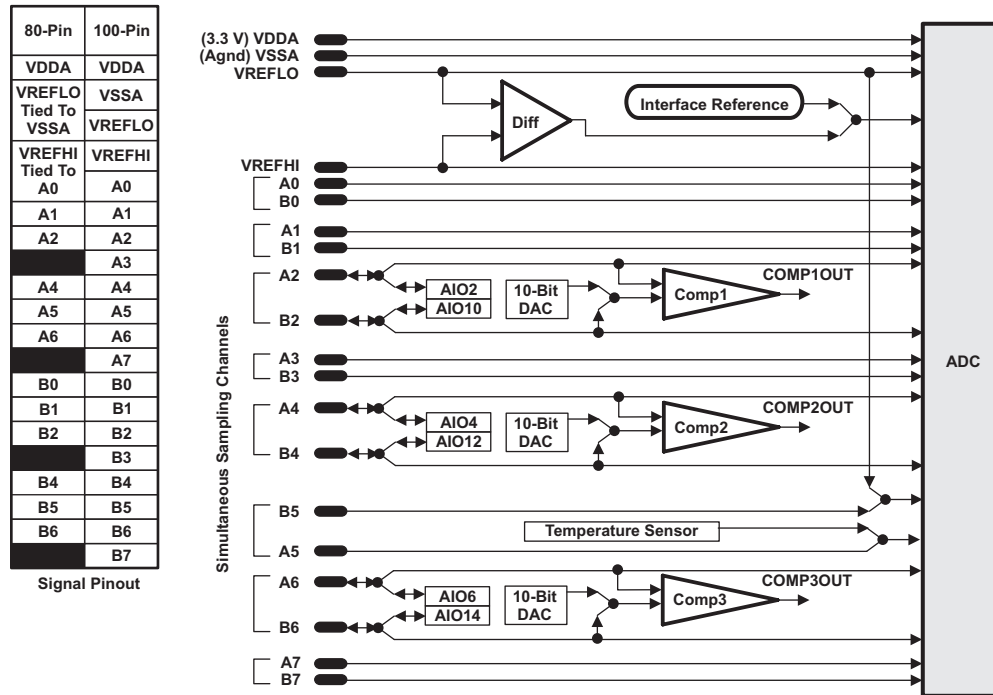 80-Pin 100-Pin
VDDA VDDA
VREFLO
Tied To
VSSA
VSSA
VREFLO
VREFHI
Tied To
A0
VREFHI
A0
A1 A1
A2 A2
A3
A4 A4
A5 A5
A6 A6
A7
B0 B0
B1 B1
B2 B2
B3
B4 B4
B5 B5
B6 B6
B7
Signal Pinout
Simultaneous Sampling Channels
(3.3 V) VDDA
(Agnd) VSSA
VREFLO
Diff
Interface Reference
VREFHI
A0
B0
A1
B1
A2
AIO2
AIO10
10-Bit
DAC
Comp1
COMP1OUT
B2
A3
B3
ADC
A4
AIO4
AIO12
10-Bit
DAC
Comp2
COMP2OUT
B4
B5
Temperature Sensor
A5
A6
AIO6
AIO14
10-Bit
DAC
Comp3
COMP3OUT
B6
A7
B7